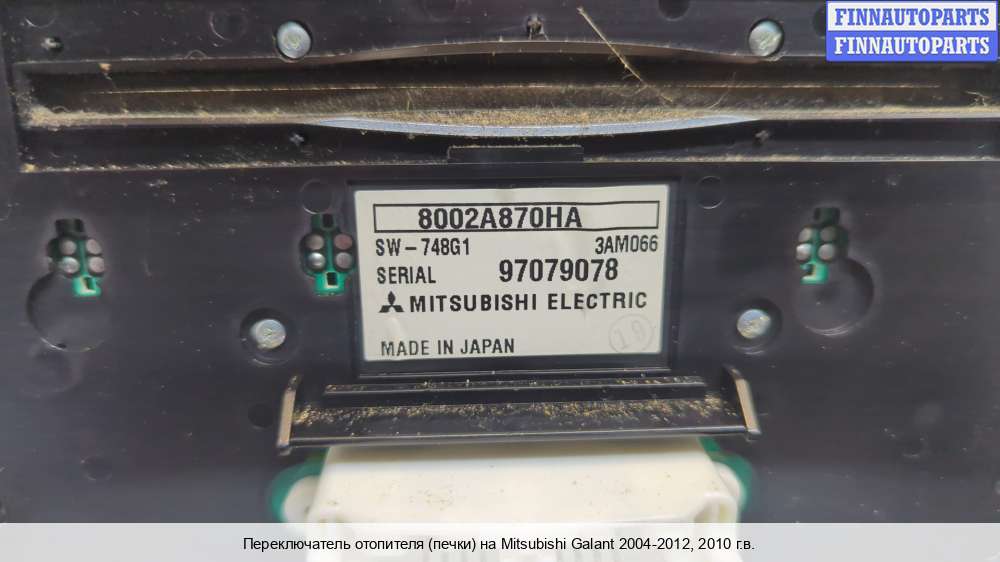 FINNAUTOPARTS
FINNAUTOPARTS
8002A870HA
SW-748G1 3AM066
SERIAL 97079078
MITSUBISHI ELECTRIC
19
MADE IN JAPAN
Переключатель отопителя (печки) на Mitsubishi Galant 2004-2012, 2010 г.в.